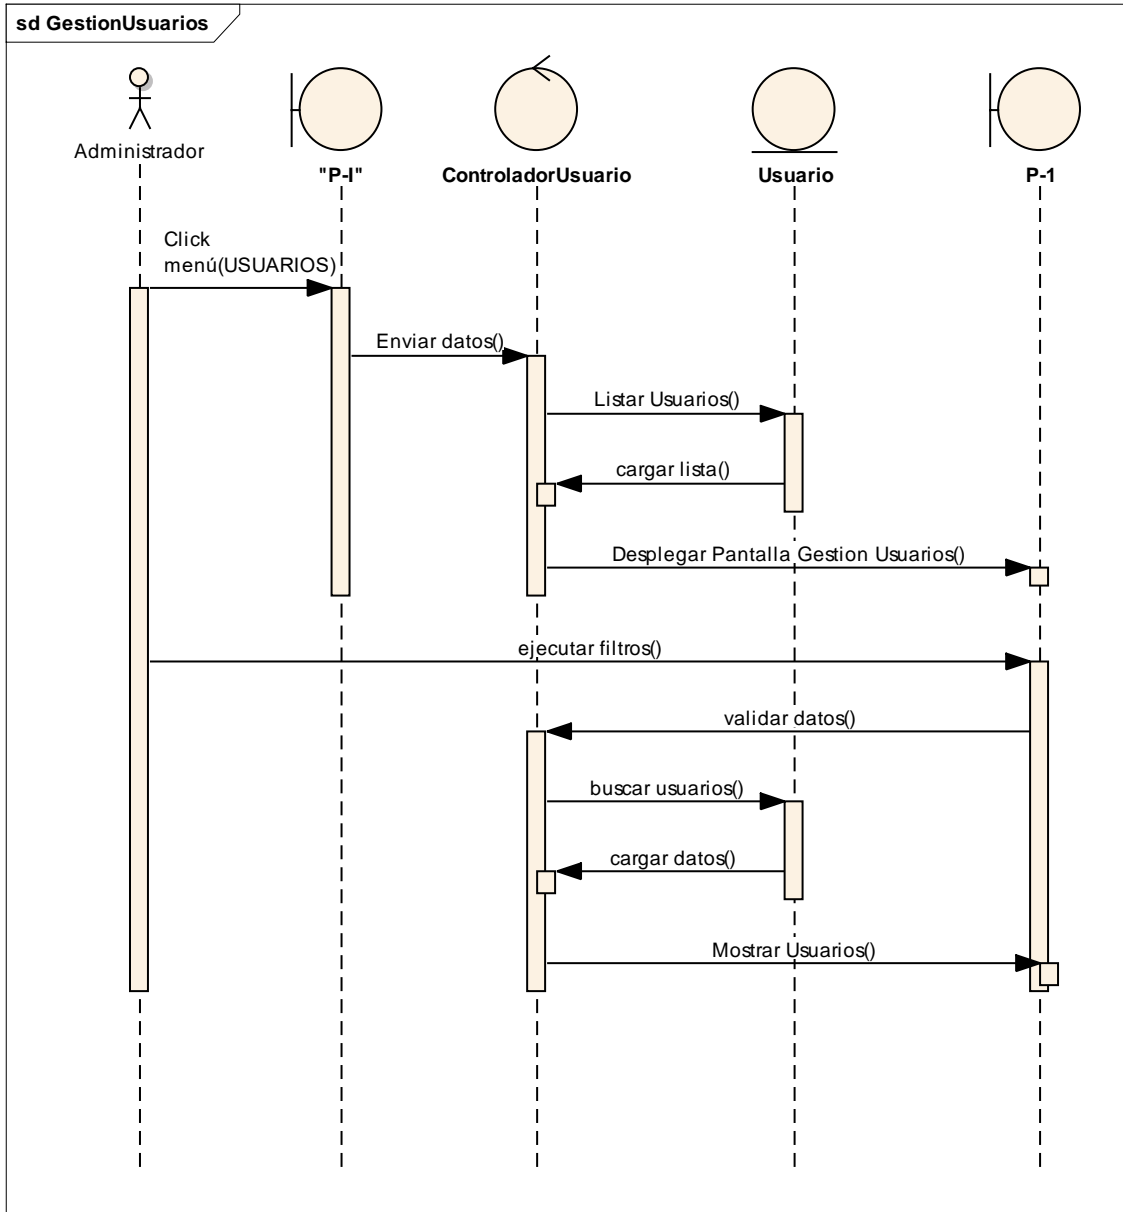 sd GestionUsuarios
Administrador
"P-I"
ControladorUsuario
Usuario
P-1
Click
menú(USUARIOS)
Enviar datos()
Listar Usuarios()
cargar lista()
Desplegar Pantalla Gestion Usuarios()
ejecutar filtros()
validar datos()
buscar usuarios()
cargar datos()
Mostrar Usuarios()